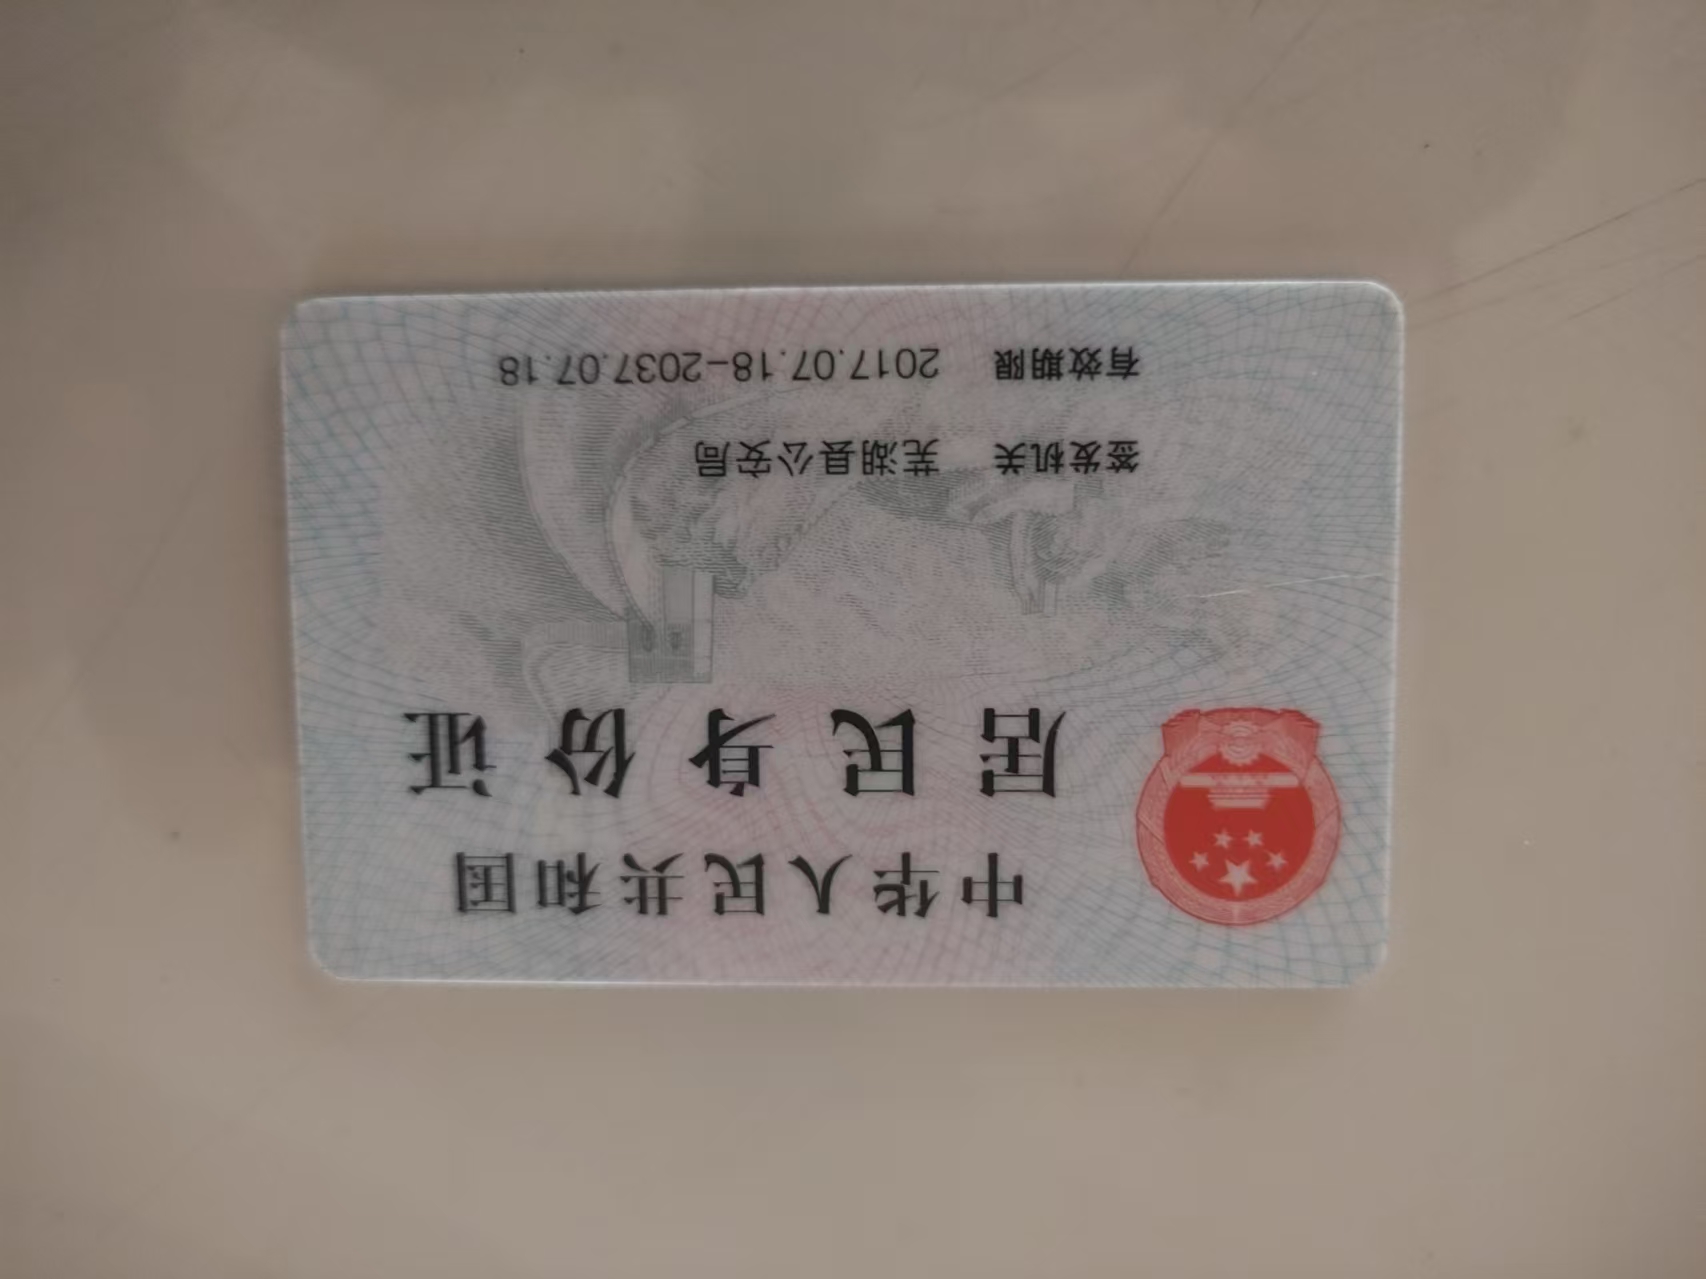 中华人民共和国
居民身份证
签发机关 芜湖县公安局
有效期限 2017.07.18-2037.07.18